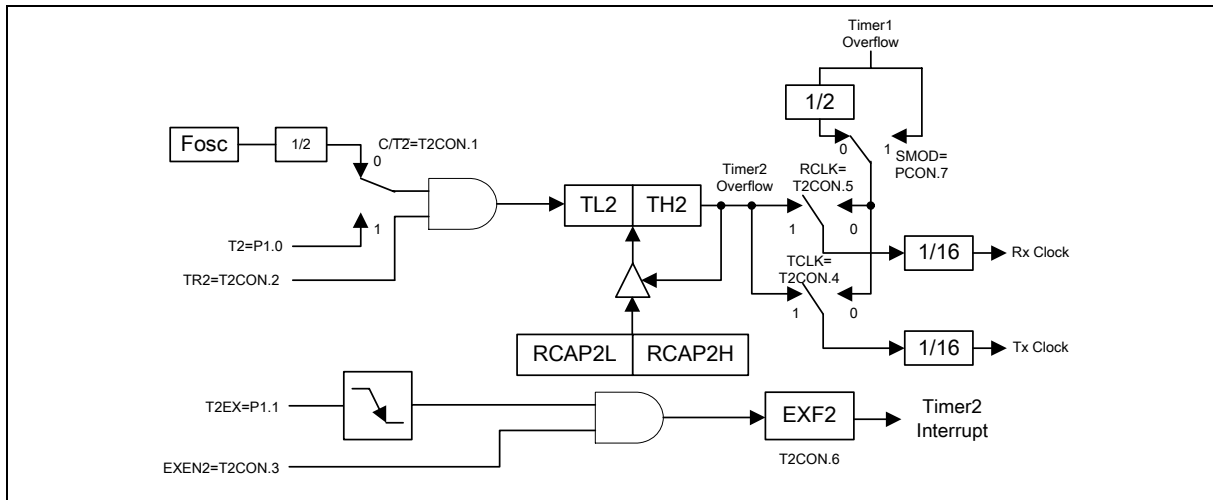 Timer1
Overflow
1/2
Fosc
1/2
C/T2=T2CON.1
0
0
1
SMOD=
PCON.7
Timer2
Overflow
RCLK=
T2CON.5
TL2
TH2
T2=P1.0
1
1
0
TR2=T2CON.2
1/16
Rx Clock
TCLK=
T2CON.4
1
0
RCAP2L
RCAP2H
1/16
Tx Clock
T2EX=P1.1
EXF2
Timer2
Interrupt
T2CON.6
EXEN2=T2CON.3